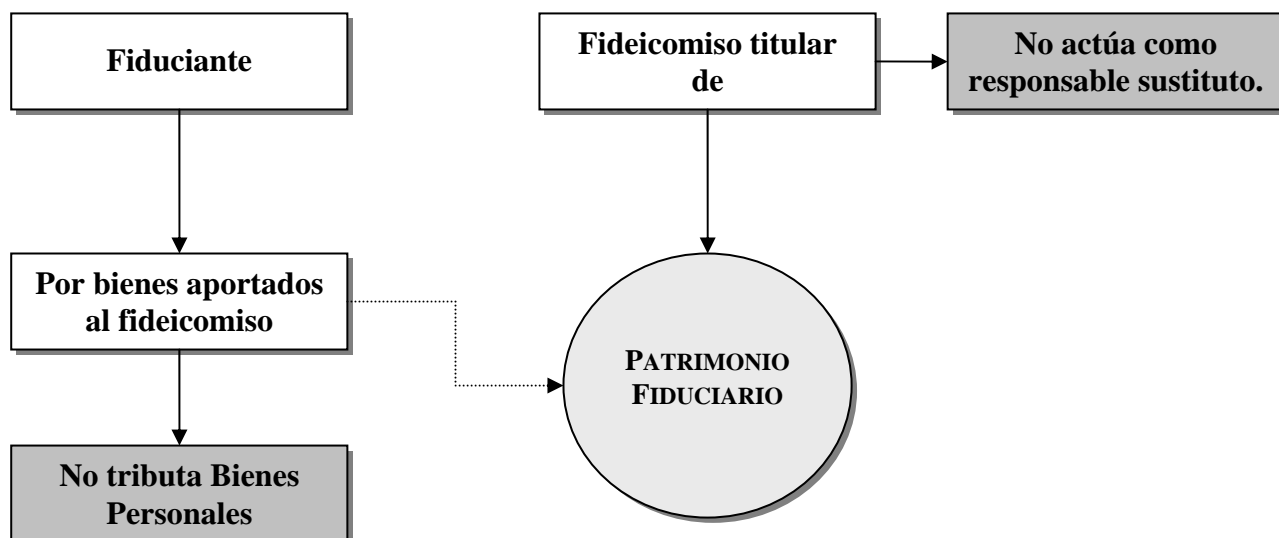 Fiduciante
Fideicomiso titular
de
No actúa como
responsable sustituto.
Por bienes aportados
al fideicomiso
PATRIMONIO
FIDUCIARIO
No tributa Bienes
Personales